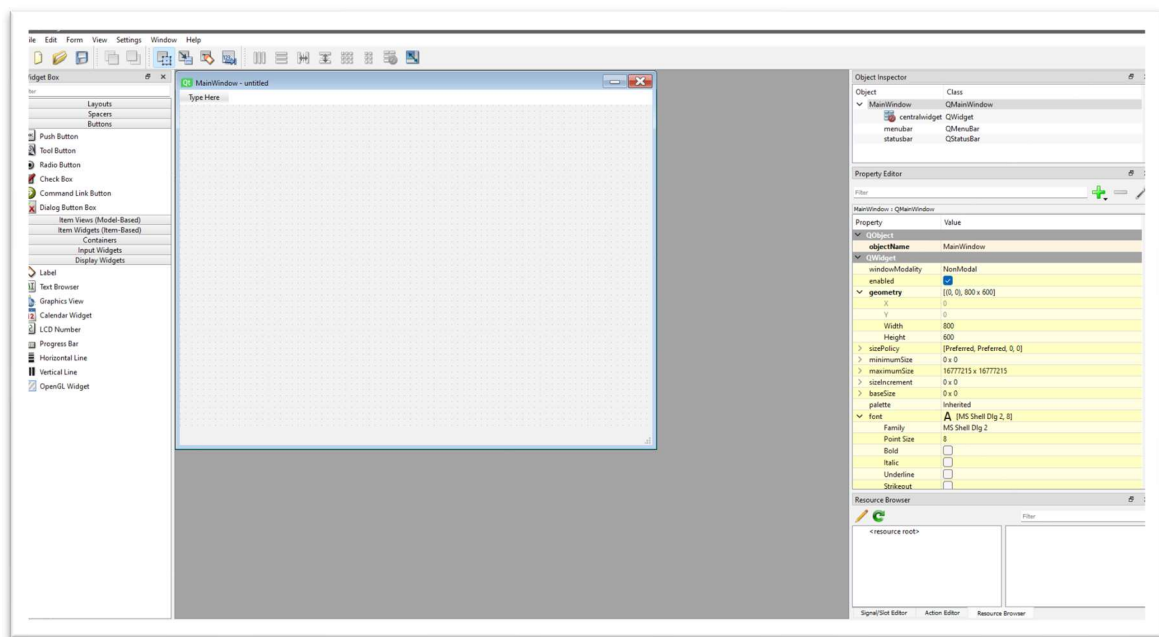 ile Edit Form View Settings Window Help
idget Box
MainWindow - untitled
Type Here
Layouts
Spacers
Buttons
Push Button
Tool Button
Radio Button
Check Box
Command Link Button
Dialog Button Box
Item Views (Model-Based)
Item Widgets (Item-Based)
Containers
Input Widgets
Display Widgets
Label
Text Browser
Graphics View
Calendar Widget
LCD Number
Progress Bar
Horizontal Line
Vertical Line
OpenGL Widget
Object Inspector
Object Class
MainWindow QMainWindow
centralwidget QWidget
menubar QMenuBar
statusbar QStatusBar
Property Editor
Filter
MainWindow : QMainWindow
Property Value
QObject
objectName MainWindow
QWidget
windowModality NonModal
enabled
geometry [(0, 0), 800 x 600]
X 0
Y 0
Width 800
Height 600
sizePolicy [Preferred, Preferred, 0, 0]
minimumSize 0 x 0
maximumSize 16777215 x 16777215
sizeIncrement 0 x 0
baseSize 0 x 0
palette Inherited
font A [MS Shell Dlg 2, 8]
Family MS Shell Dlg 2
Point Size 8
Bold
Italic
Underline
Strikeout
Resource Browser
Filter
<resource root>
Signal/Slot Editor Action Editor Resource Browser